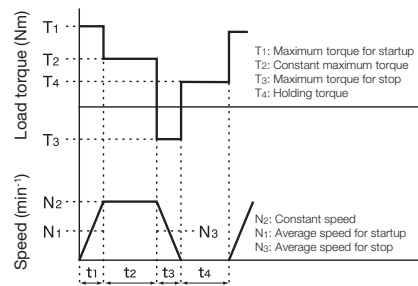 Load torque (Nm)
T1
T2
T4
T3
T1: Maximum torque for startup
T2: Constant maximum torque
T3: Maximum torque for stop
T4: Holding torque
Speed (min⁻¹)
N2
N1
N3
N2: Constant speed
N1: Average speed for startup
N3: Average speed for stop
t1
t2
t3
t4